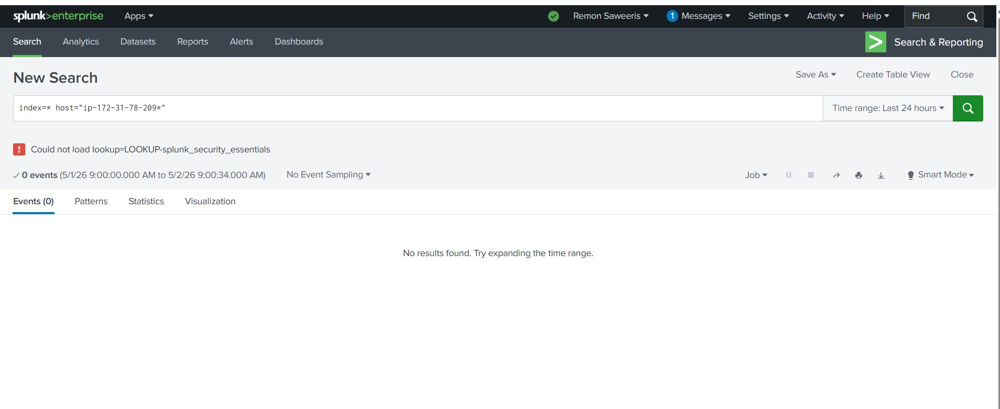 splunk>enterprise Apps Remon Saweeris 1 Messages Settings Activity Help Find
Search Analytics Datasets Reports Alerts Dashboards > Search & Reporting
New Search Save As Create Table View Close
index=* host="ip-172-31-78-209*" Time range: Last 24 hours
! Could not load lookup=LOOKUP-splunk_security_essentials
0 events (5/1/26 9:00:00.000 AM to 5/2/26 9:00:34.000 AM) No Event Sampling Job Smart Mode
Events (0) Patterns Statistics Visualization
No results found. Try expanding the time range.